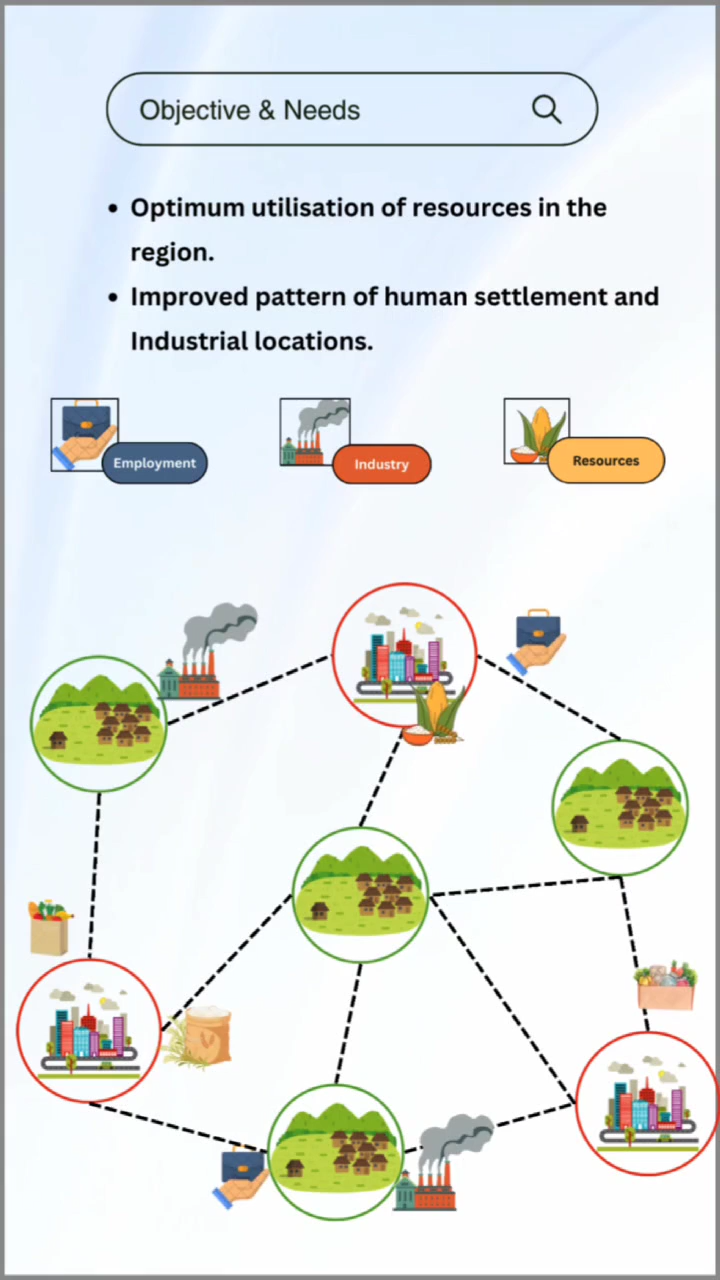 Objective & Needs
• Optimum utilisation of resources in the
region.
• Improved pattern of human settlement and
Industrial locations.
Employment
Industry
Resources